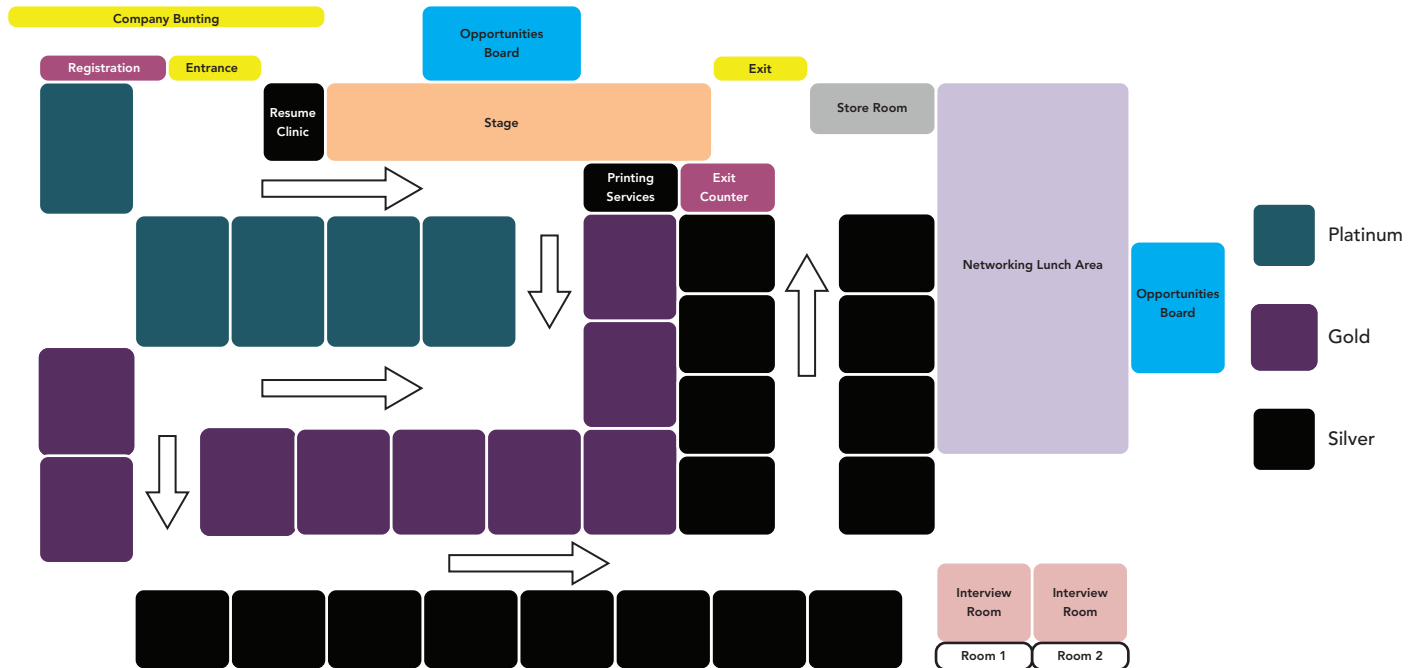 Company Bunting
Opportunities
Board
Registration
Entrance
Exit
Resume
Clinic
Stage
Store Room
Printing
Services
Exit
Counter
Networking Lunch Area
Opportunities
Board
Platinum
Gold
Silver
Interview
Room
Interview
Room
Room 1
Room 2